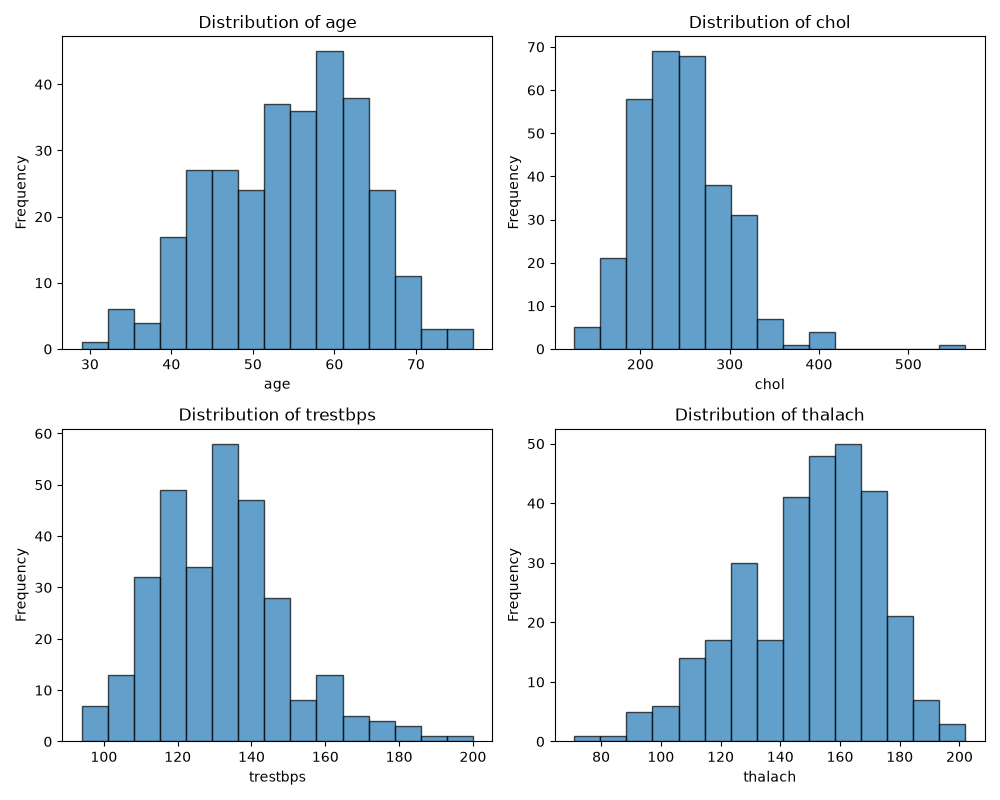 Distribution of age
Frequency
40
30
20
10
0
30 40 50 60 70
age
Distribution of chol
Frequency
70
60
50
40
30
20
10
0
200 300 400 500
chol
Distribution of trestbps
Frequency
60
50
40
30
20
10
0
100 120 140 160 180 200
trestbps
Distribution of thalach
Frequency
50
40
30
20
10
0
80 100 120 140 160 180 200
thalach